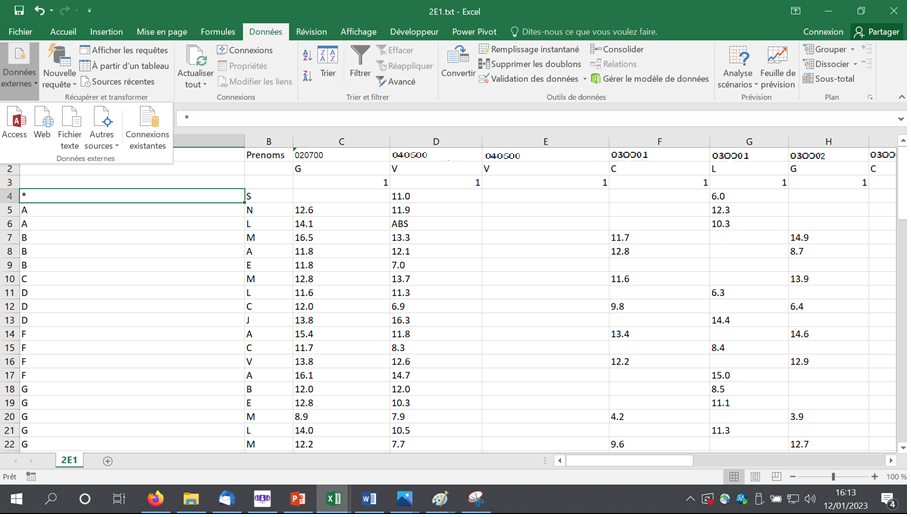 2E1.txt - Excel
Fichier Accueil Insertion Mise en page Formules Données Révision Affichage Développeur Power Pivot Dites-nous ce que vous voulez faire. Connexion Partager
Données externes
Nouvelle requête
Afficher les requêtes
À partir d'un tableau
Sources récentes
Récupérer et transformer
Actualiser tout
Connexions
Propriétés
Modifier les liens
Connexions
Trier
Filtrer
Effacer
Réappliquer
Avancé
Trier et filtrer
Convertir
Remplissage instantané
Supprimer les doublons
Validation des données
Consolider
Relations
Gérer le modèle de données
Outils de données
Analyse scénarios
Feuille de prévision
Prévision
Grouper
Dissocier
Sous-total
Plan
Access
Web
Fichier texte
Autres sources
Connexions existantes
Données externes
*
B C D E F G H
Prenoms 020700 040600 040600 030001 030001 030002 0300
2 G V V C L G C
3 1 1 1 1 1 1
4 * S 11.0 6.0
5 A N 12.6 11.9 12.3
6 A L 14.1 ABS 10.3
7 B M 16.5 13.3 11.7 14.9
8 B A 11.8 12.1 12.8 8.7
9 B E 11.8 7.0
10 C M 12.8 13.7 11.6 13.9
11 D L 11.6 11.3 6.3
12 D C 12.0 6.9 9.8 6.4
13 D J 13.8 16.3 14.4
14 F A 15.4 11.8 13.4 14.6
15 F C 11.7 8.3 8.4
16 F V 13.8 12.6 12.2 12.9
17 F A 16.1 14.7 15.0
18 G B 12.0 12.0 8.5
19 G E 12.8 10.3 11.1
20 G M 8.9 7.9 4.2 3.9
21 G L 14.0 10.5 11.3
22 G M 12.2 7.7 9.6 12.7
2E1
Prêt
100 %
16:13
12/01/2023
4